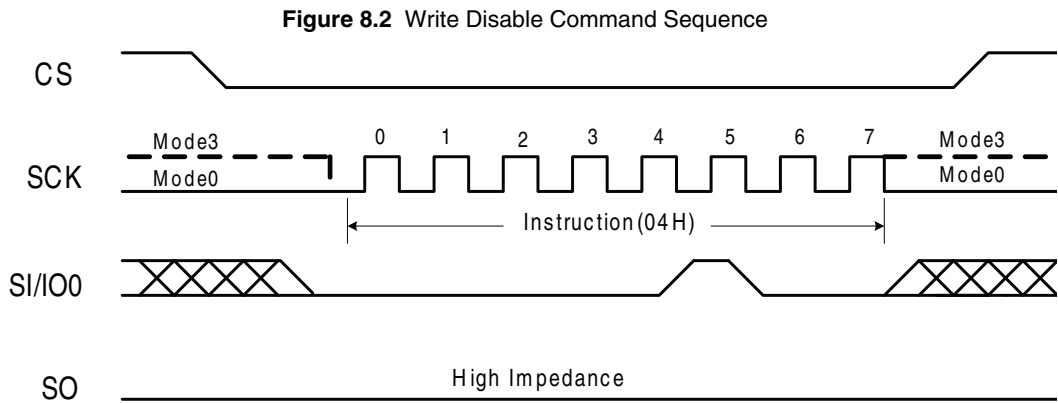 Figure 8.2 Write Disable Command Sequence
CS
Mode3 0 1 2 3 4 5 6 7 Mode3
SCK Mode0 Mode0
Instruction(04H)
SI/IO0
High Impedance
SO